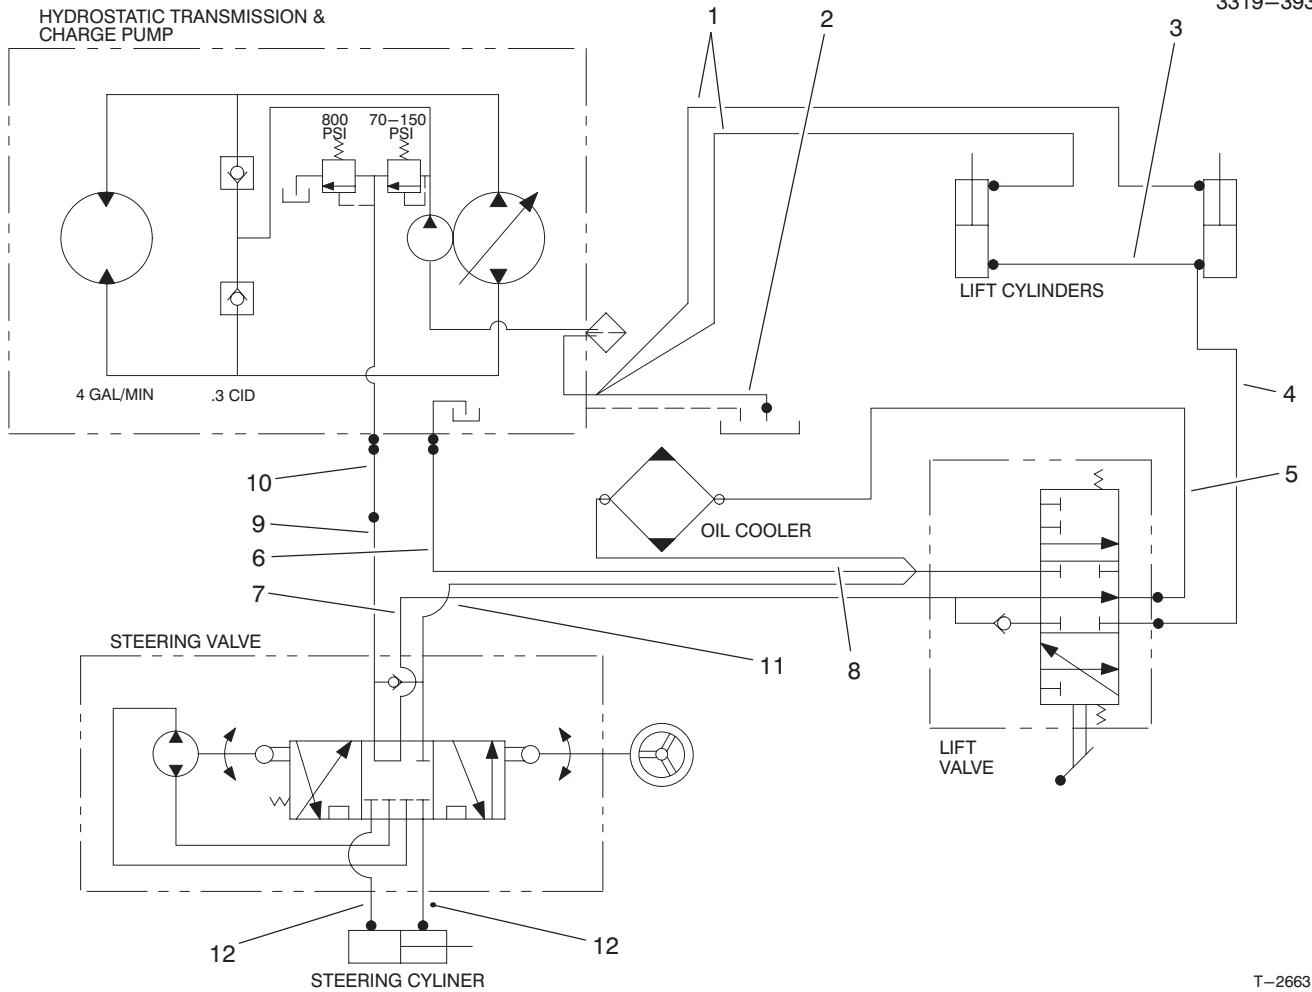 3319–393
HYDROSTATIC TRANSMISSION &
CHARGE PUMP
1
2
3
800
PSI
70–150
PSI
LIFT CYLINDERS
4 GAL/MIN
.3 CID
4
10
5
9
OIL COOLER
6
7
STEERING VALVE
11
8
LIFT
VALVE
12
12
STEERING CYLINER
T–2663